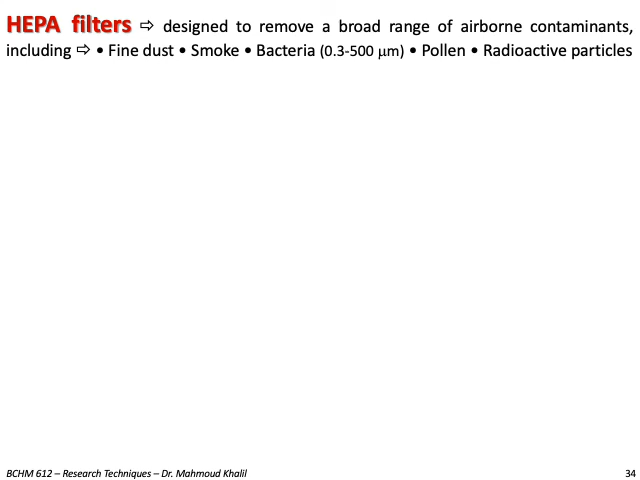 HEPA filters ⇨ designed to remove a broad range of airborne contaminants,
including ⇨ • Fine dust • Smoke • Bacteria (0.3-500 μm) • Pollen • Radioactive particles
BCHM 612 – Research Techniques – Dr. Mahmoud Khalil
34